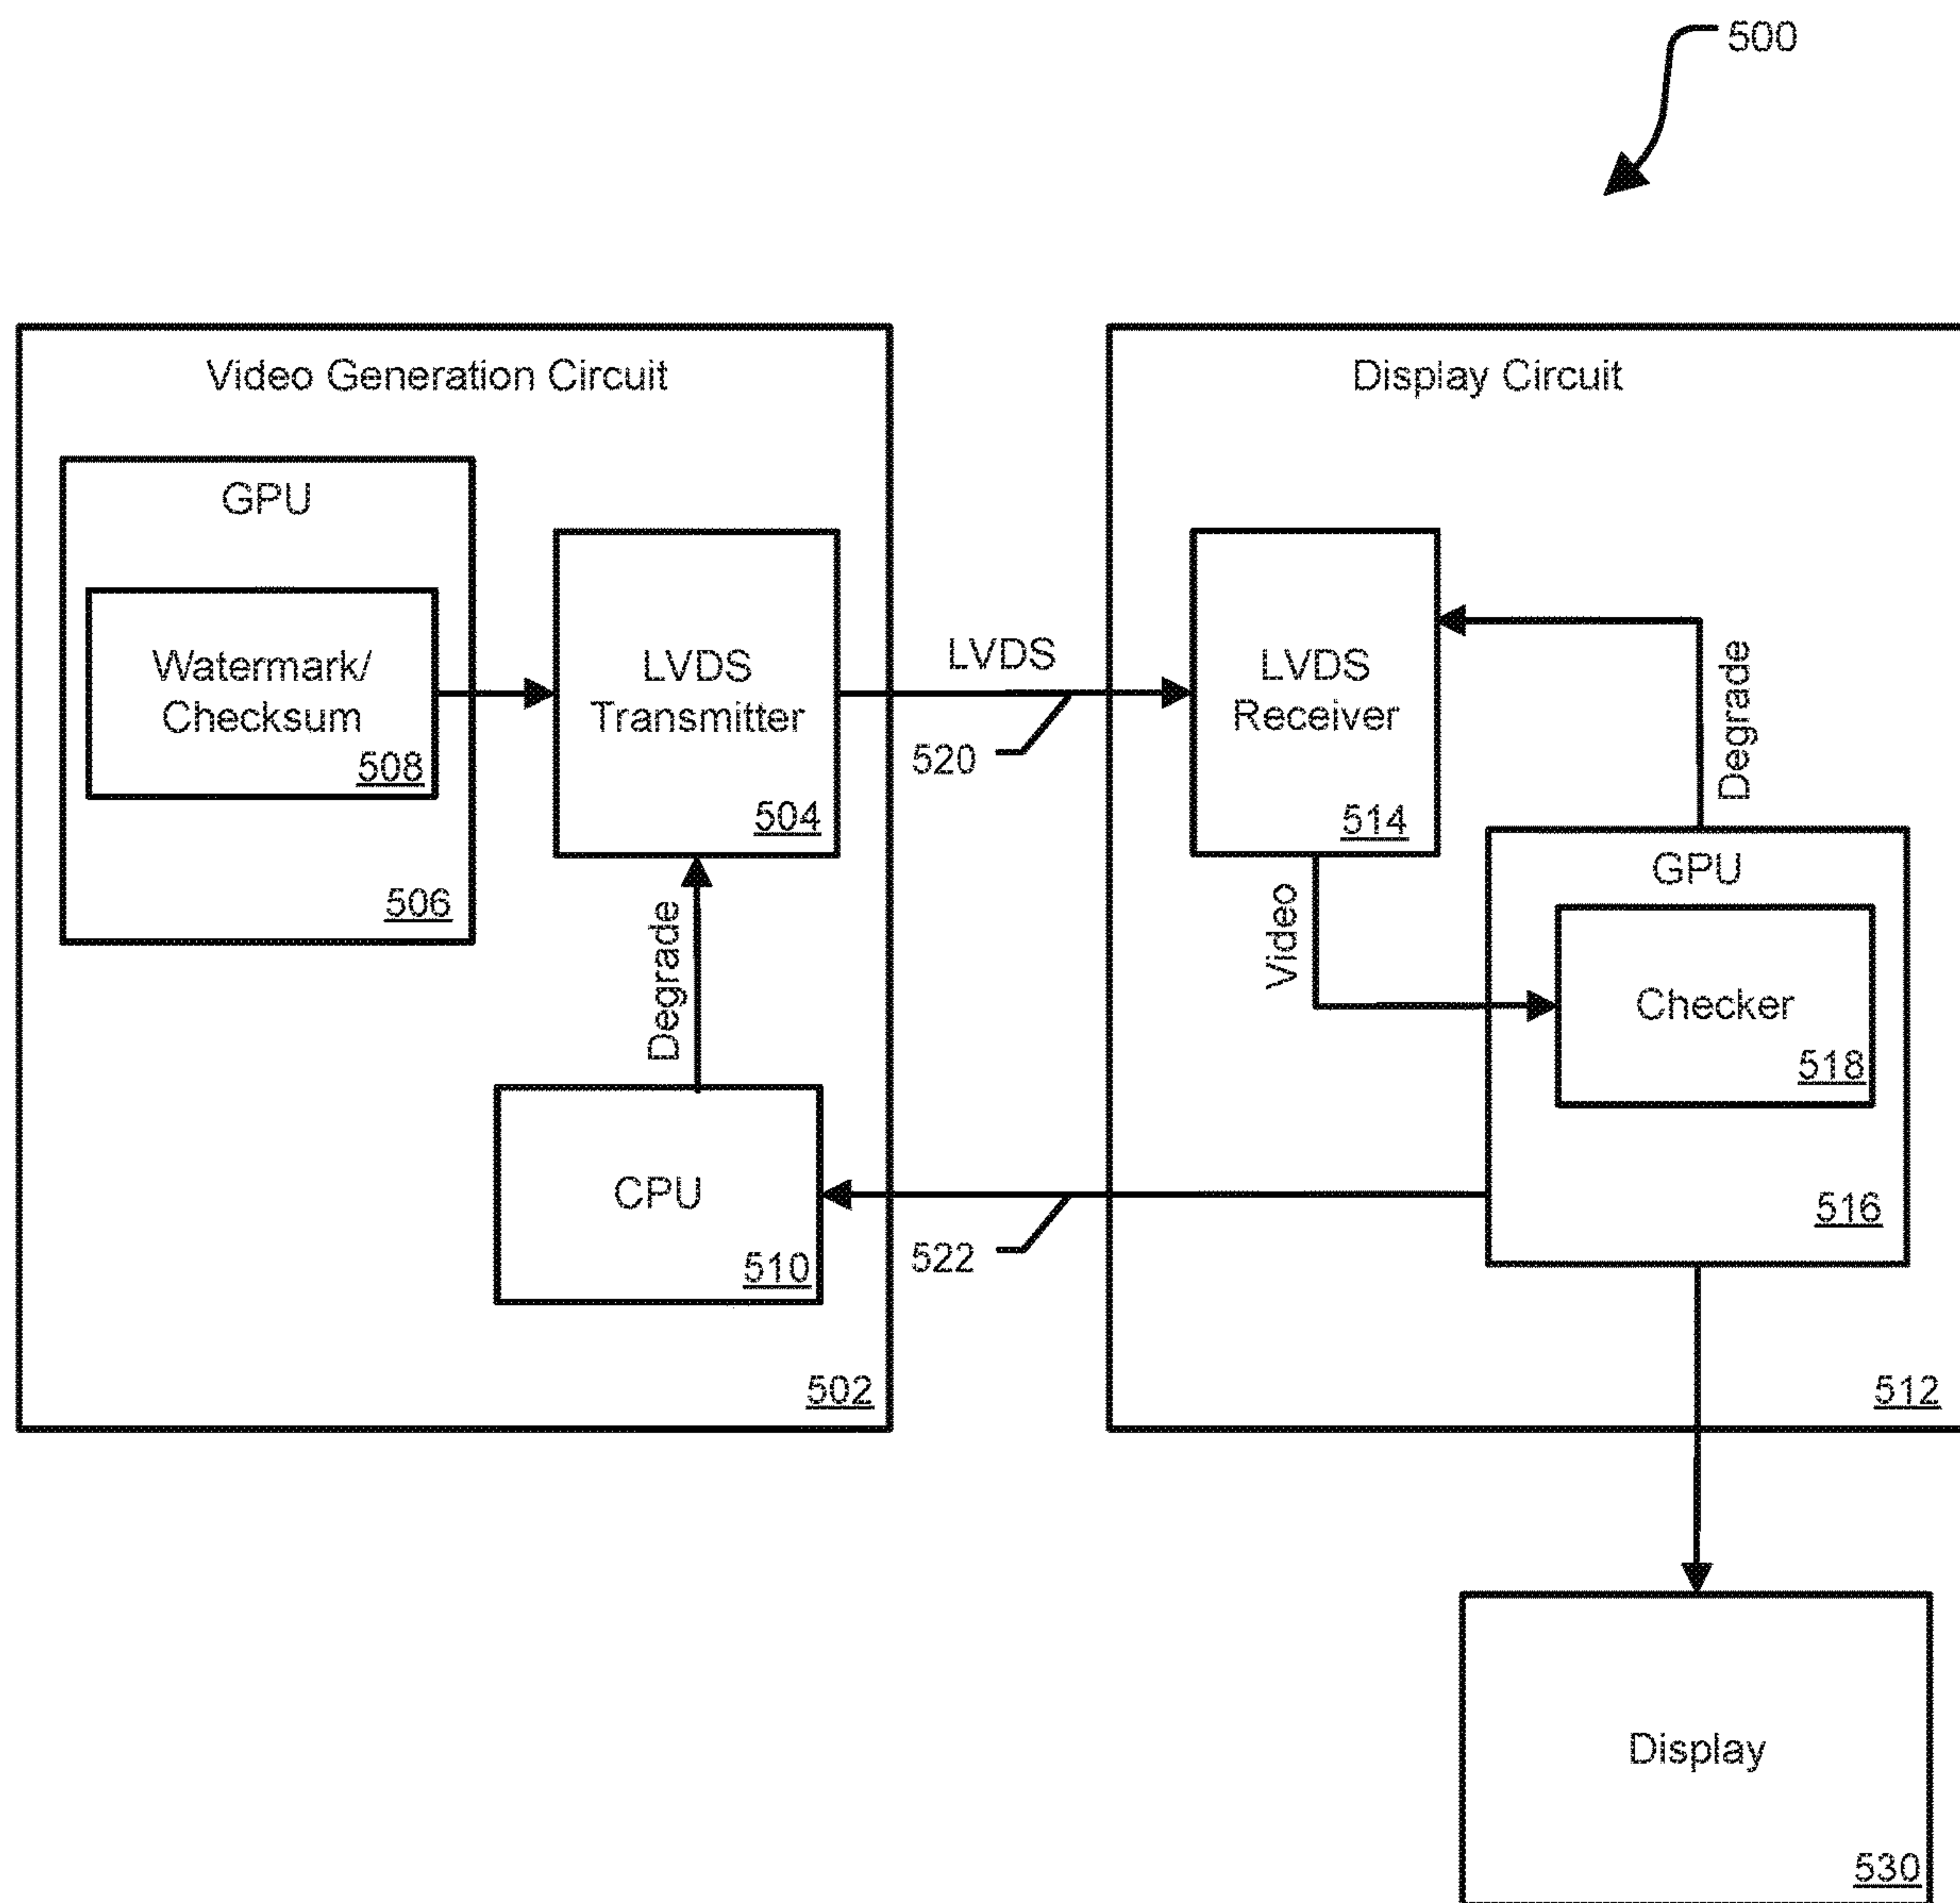 500
Video Generation Circuit
GPU
Watermark/
Checksum
508
506
LVDS
Transmitter
504
Degrade
CPU
510
502
LVDS
520
522
Display Circuit
LVDS
Receiver
514
Degrade
Video
GPU
Checker
518
516
512
Display
530